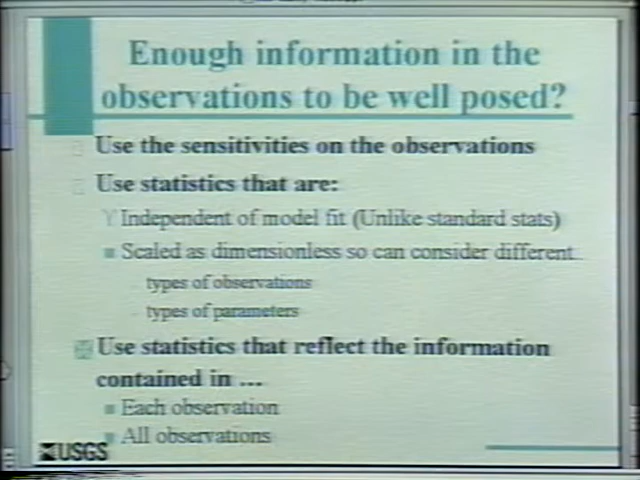 Enough information in the
observations to be well posed?
Use the sensitivities on the observations
Use statistics that are:
Independent of model fit (Unlike standard stats)
Scaled as dimensionless so can consider different
types of observations
types of parameters
Use statistics that reflect the information
contained in ...
Each observation
All observations
USGS